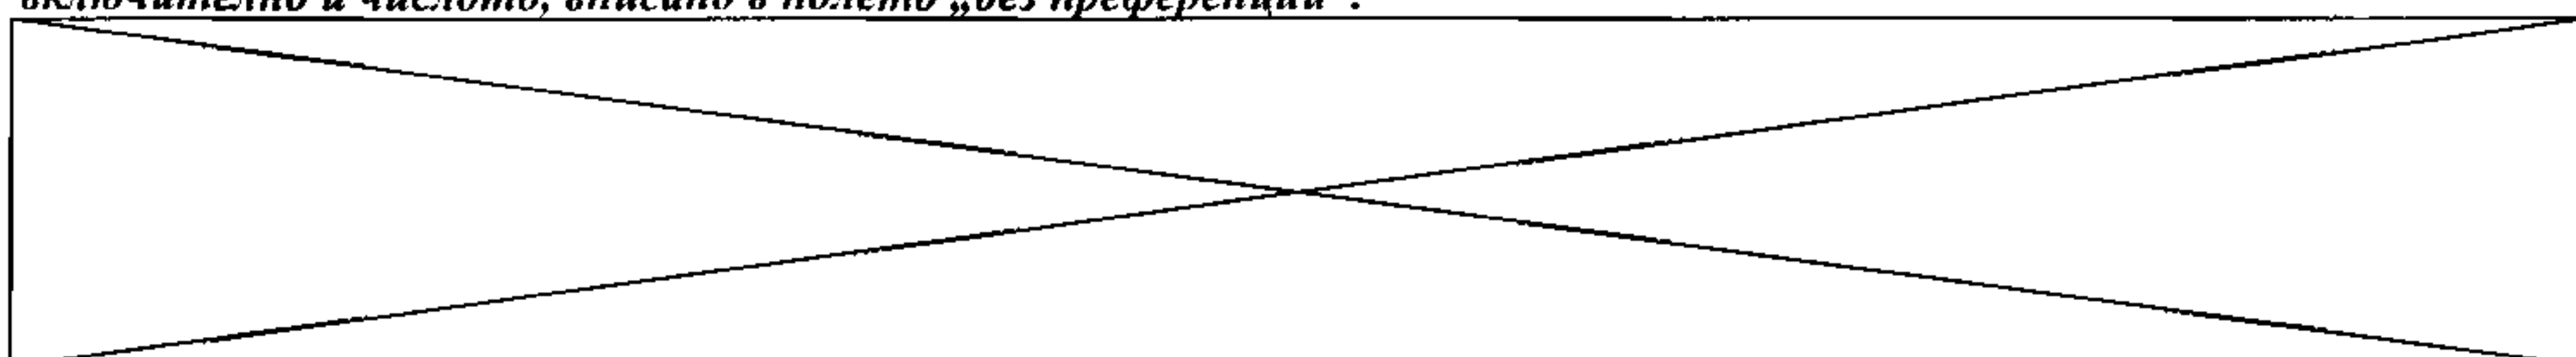 включително и числото, вписано в полето „без преференции“.